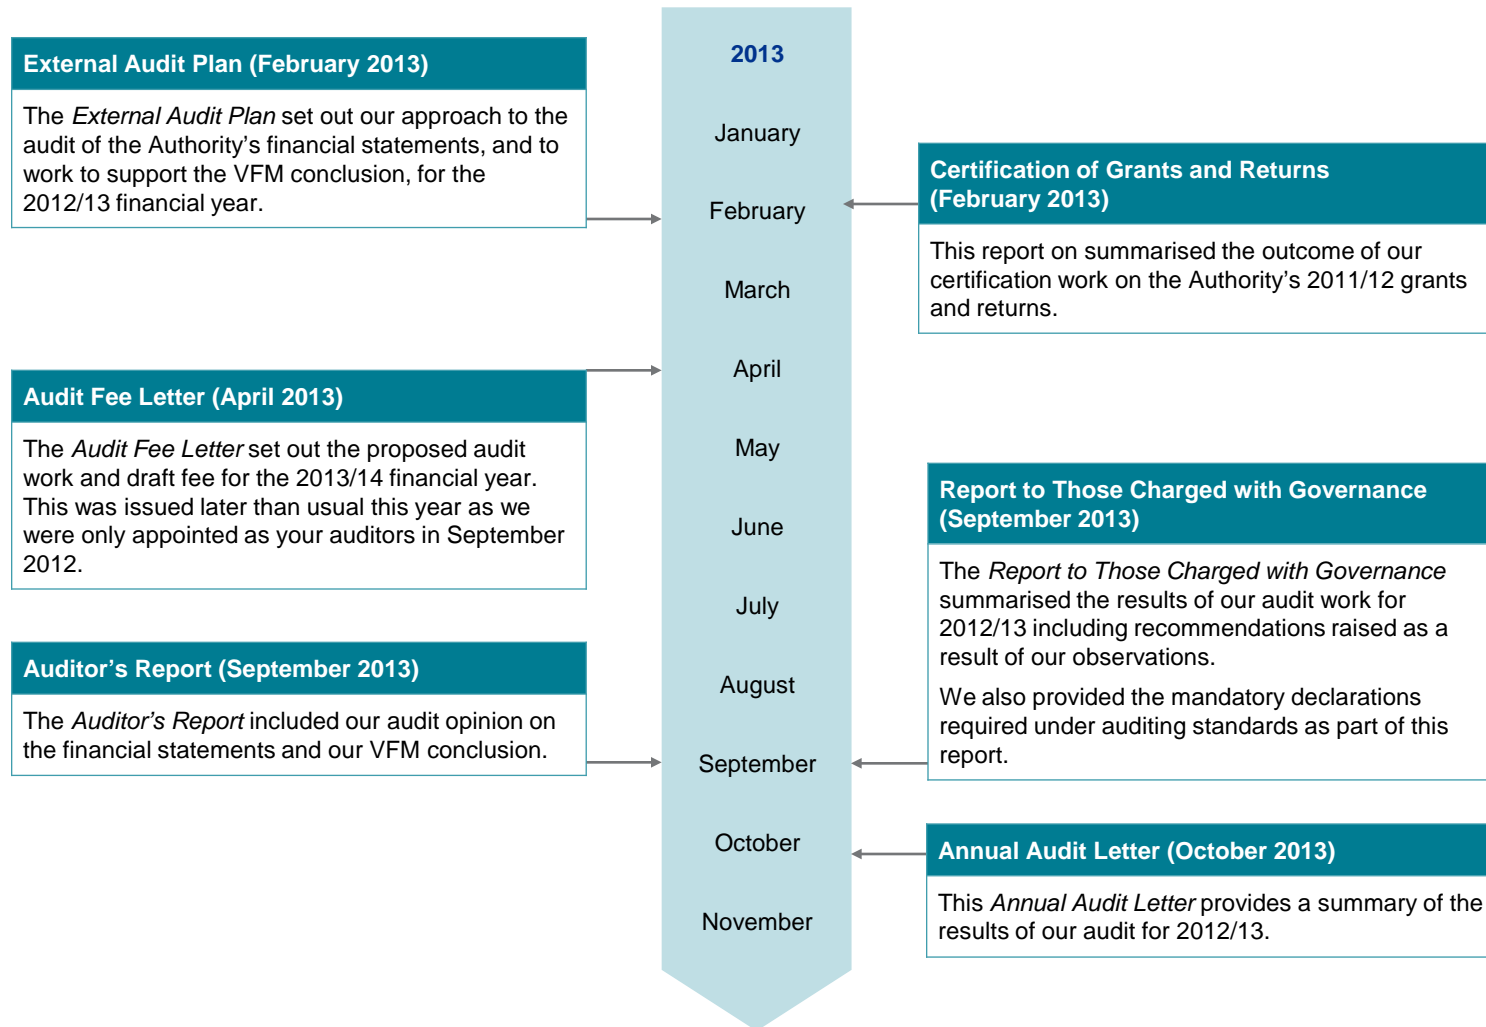 External Audit Plan (February 2013)
The External Audit Plan set out our approach to the
audit of the Authority's financial statements, and to
work to support the VFM conclusion, for the
2012/13 financial year.
Audit Fee Letter (April 2013)
The Audit Fee Letter set out the proposed audit
work and draft fee for the 2013/14 financial year.
This was issued later than usual this year as we
were only appointed as your auditors in September
2012.
Auditor's Report (September 2013)
The Auditor's Report included our audit opinion on
the financial statements and our VFM conclusion.
2013
January
February
March
April
May
June
July
August
September
October
November
Certification of Grants and Returns
(February 2013)
This report on summarised the outcome of our
certification work on the Authority's 2011/12 grants
and returns.
Report to Those Charged with Governance
(September 2013)
The Report to Those Charged with Governance
summarised the results of our audit work for
2012/13 including recommendations raised as a
result of our observations.
We also provided the mandatory declarations
required under auditing standards as part of this
report.
Annual Audit Letter (October 2013)
This Annual Audit Letter provides a summary of the
results of our audit for 2012/13.